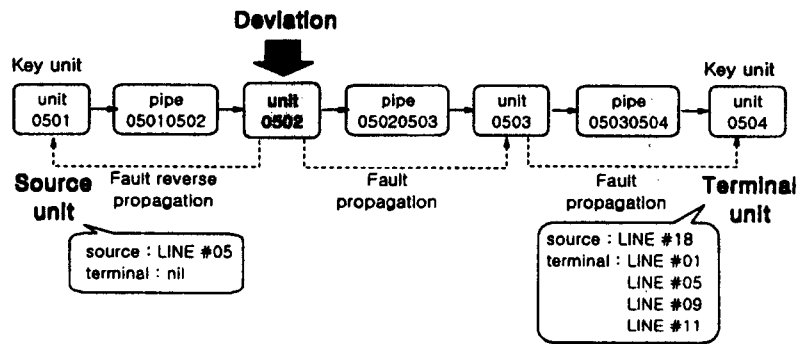 Deviation
Key unit
Key unit
unit
0501
pipe
05010502
unit
0502
pipe
05020503
unit
0503
pipe
05030504
unit
0504
Fault reverse
propagation
Fault
propagation
Fault
propagation
Source
unit
Terminal
unit
source : LINE #05
terminal : nil
source : LINE #18
terminal : LINE #01
LINE #05
LINE #09
LINE #11